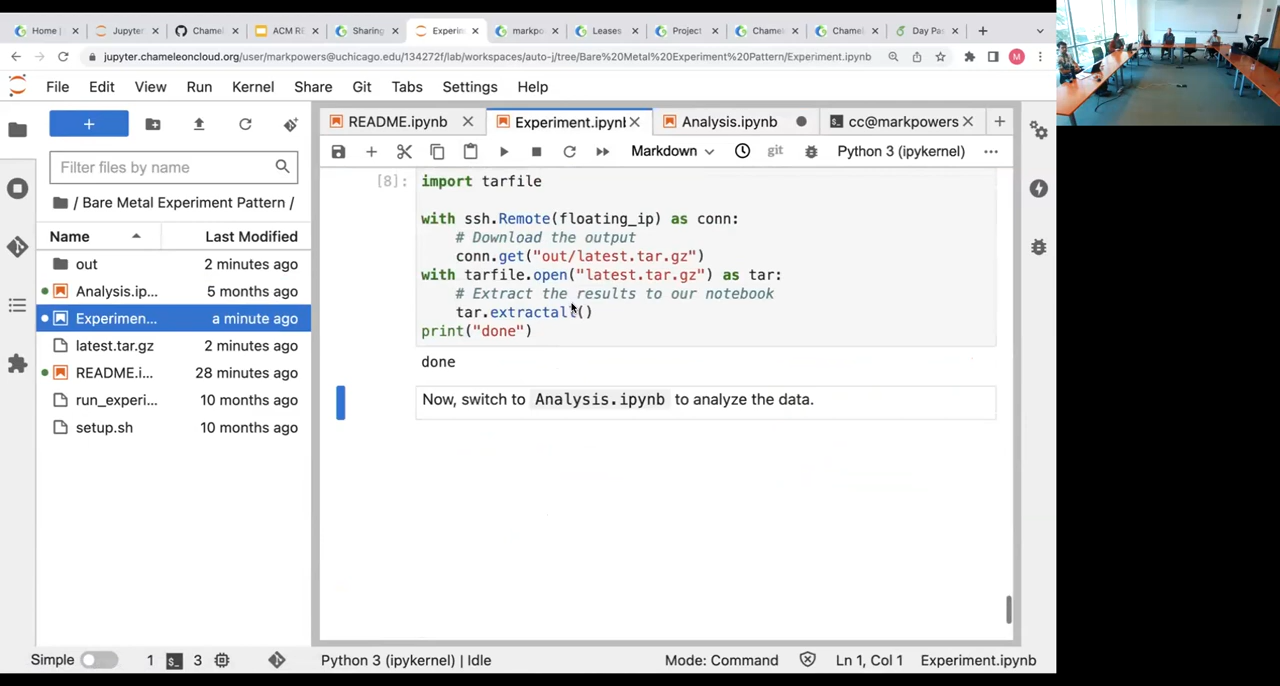 Home |
Jupyter
Chamel
ACM RE
Sharing
Experin
markpo
Leases
Project
Chame
Chame
Day Pas
jupyter.chameleoncloud.org/user/markpowers@uchicago.org/134272f/lab/workspaces/auto-j/tree/Bare%20Metal%20Experiment%20Pattern/Experiment.ipynb
M
File Edit View Run Kernel Share Git Tabs Settings Help
+
Filter files by name
/ Bare Metal Experiment Pattern /
Name Last Modified
out 2 minutes ago
Analysis.ip... 5 months ago
Experimen... a minute ago
latest.tar.gz 2 minutes ago
README.i... 28 minutes ago
run_experi... 10 months ago
setup.sh 10 months ago
README.ipynb
Experiment.ipynl
Analysis.ipynb
cc@markpowers
Markdown git Python 3 (ipykernel)
[8]: import tarfile
with ssh.Remote(floating_ip) as conn:
# Download the output
conn.get("out/latest.tar.gz")
with tarfile.open("latest.tar.gz") as tar:
# Extract the results to our notebook
tar.extractall()
print("done")
done
Now, switch to Analysis.ipynb to analyze the data.
Simple 1 $_ 3 Python 3 (ipykernel) | Idle Mode: Command Ln 1, Col 1 Experiment.ipynb